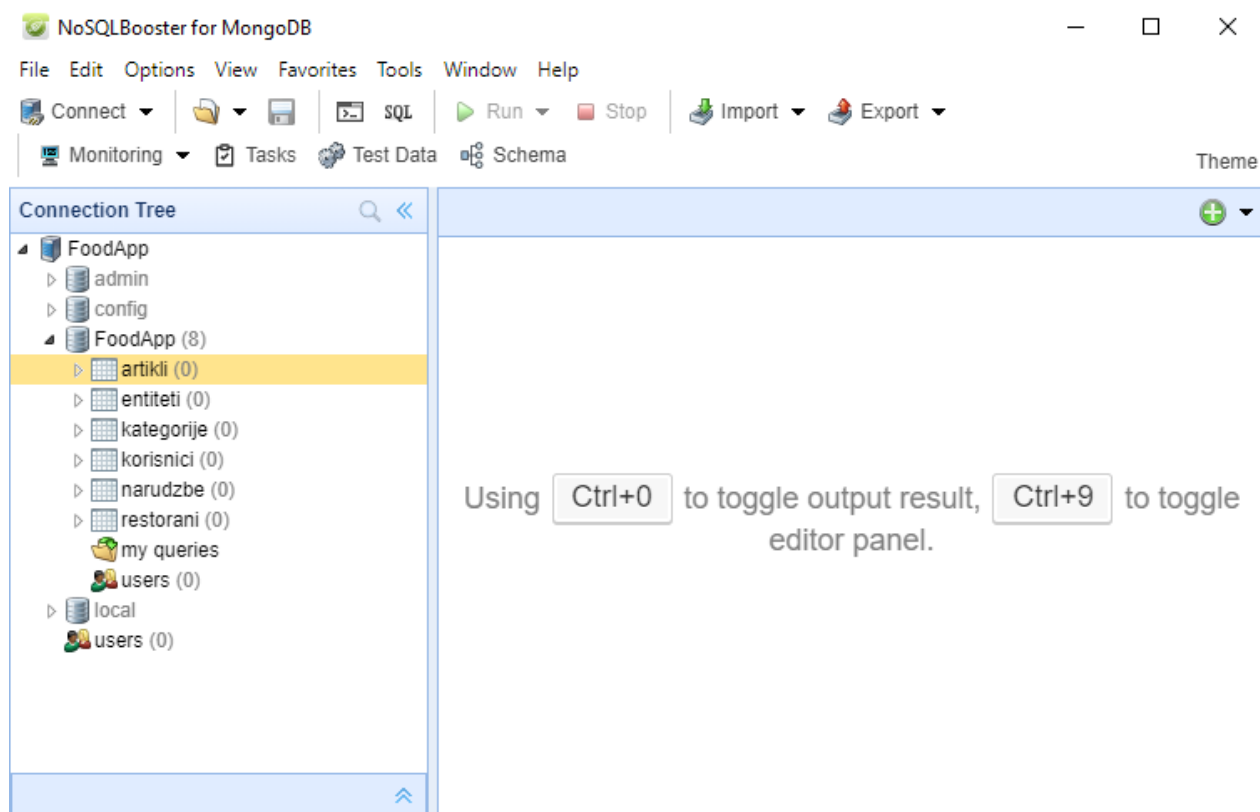 NoSQLBooster for MongoDB
File Edit Options View Favorites Tools Window Help
Connect SQL Run Stop Import Export
Monitoring Tasks Test Data Schema Theme
Connection Tree
FoodApp
admin
config
FoodApp (8)
artikli (0)
entiteti (0)
kategorije (0)
korisnici (0)
narudzbe (0)
restorani (0)
my queries
users (0)
local
users (0)
Using Ctrl+0 to toggle output result, Ctrl+9 to toggle
editor panel.